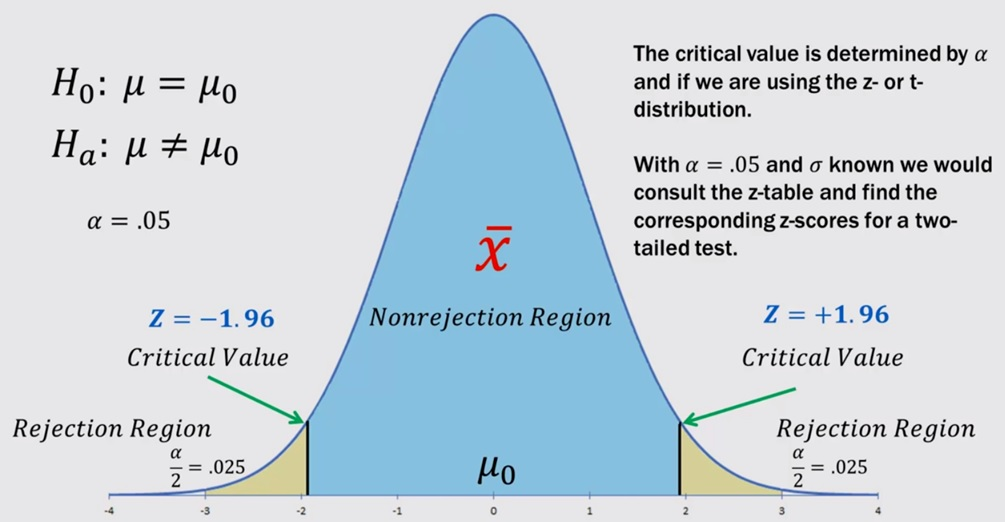 H₀: μ = μ₀
Hₐ: μ ≠ μ₀
α = .05
The critical value is determined by α
and if we are using the z- or t-
distribution.
With α = .05 and σ known we would
consult the z-table and find the
corresponding z-scores for a two-
tailed test.
x̄
Nonrejection Region
Z = −1.96
Critical Value
Z = +1.96
Critical Value
Rejection Region
α/2 = .025
μ₀
Rejection Region
α/2 = .025
-4 -3 -2 -1 0 1 2 3 4